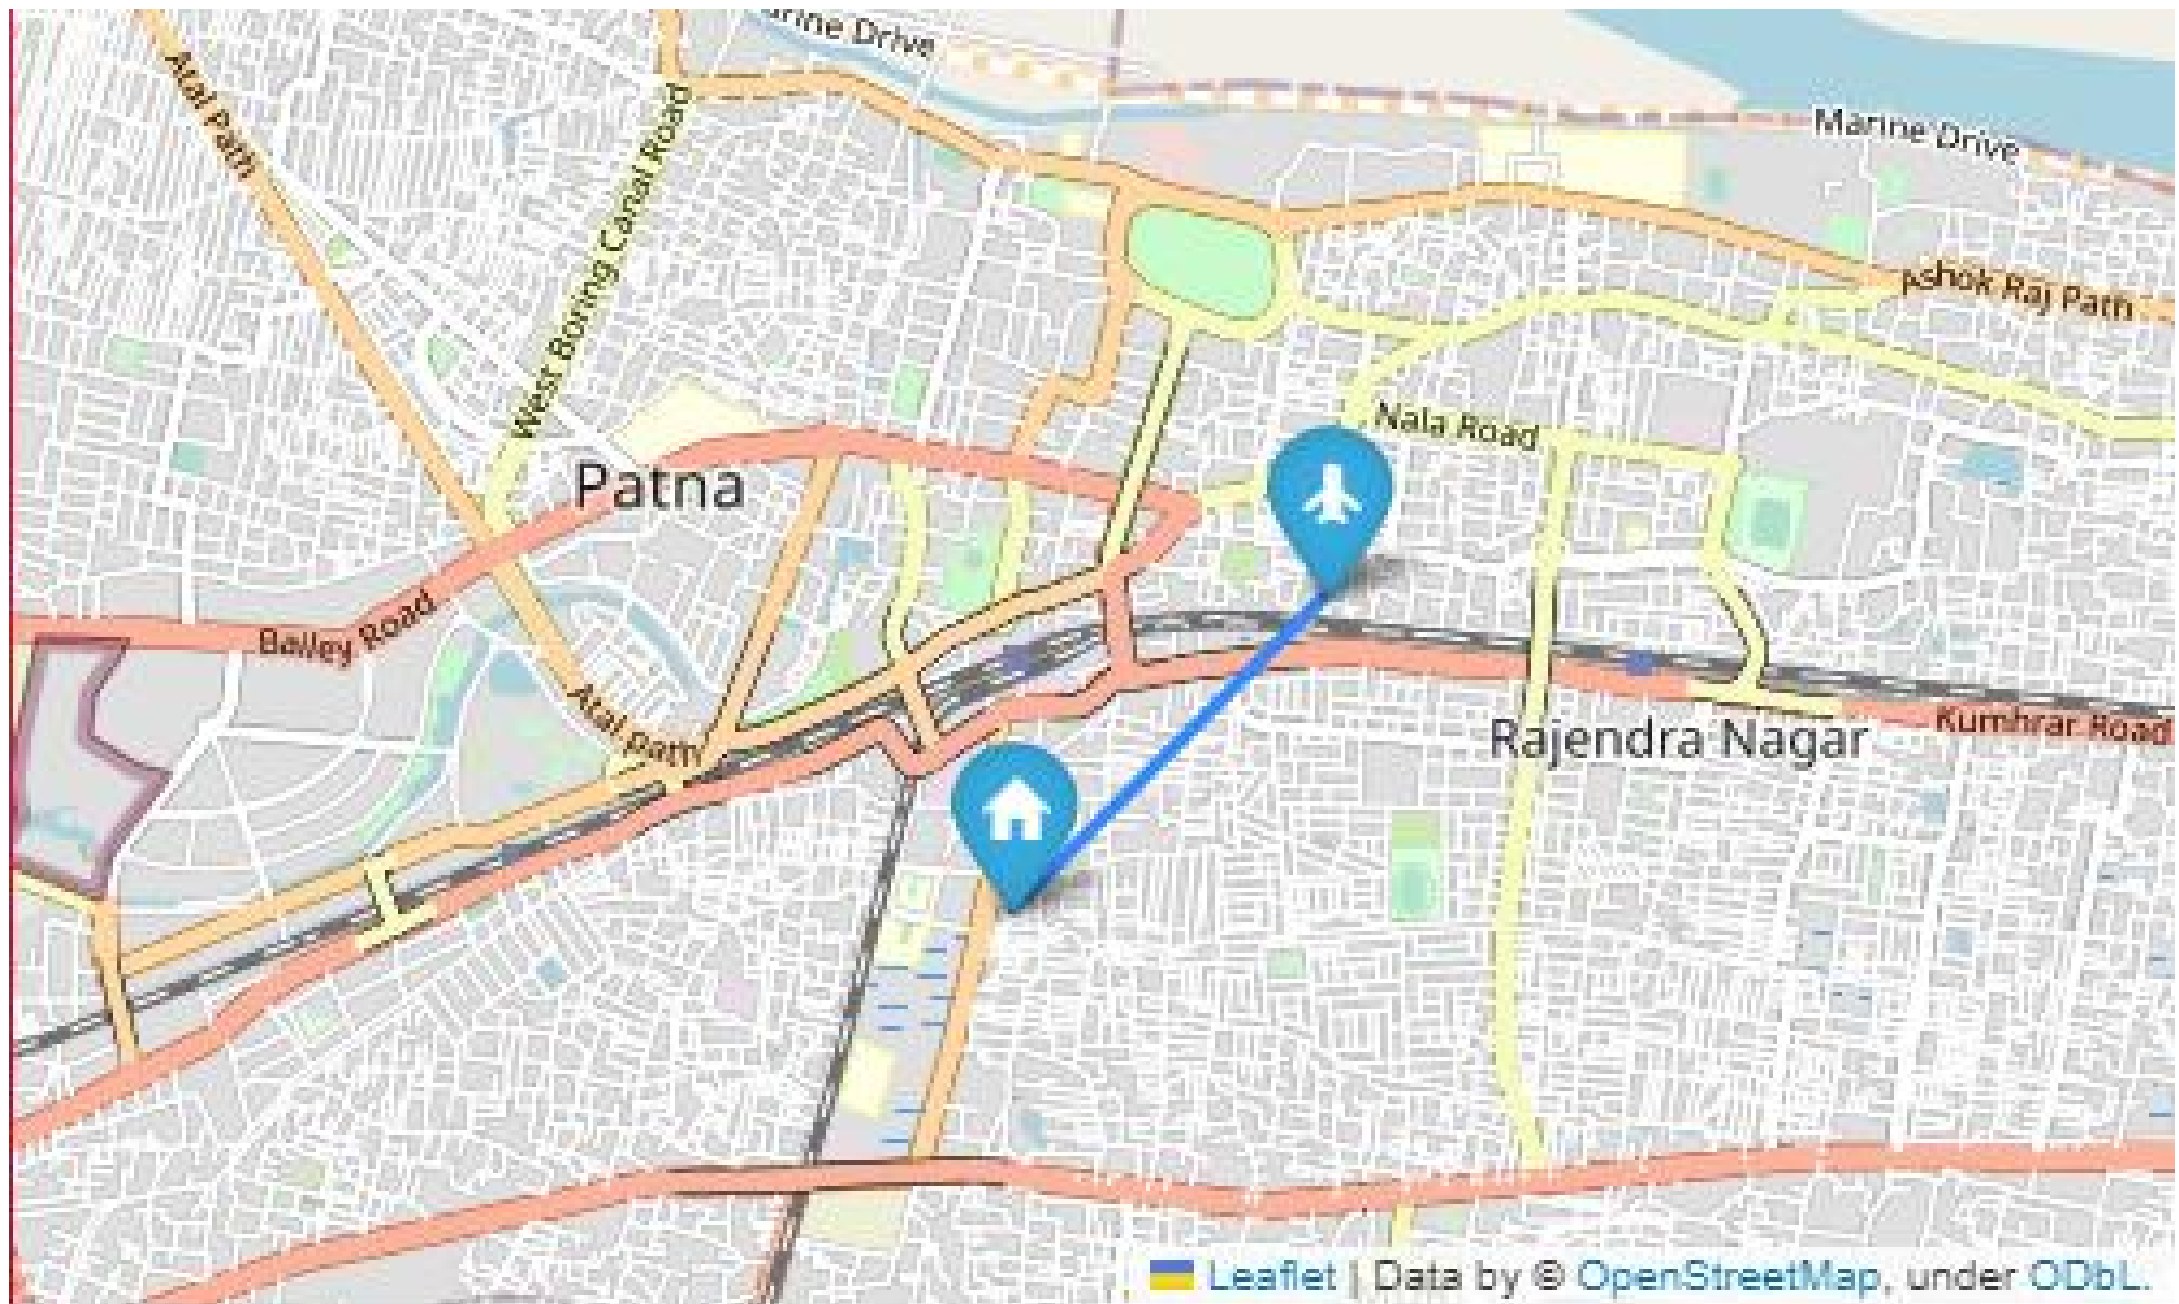 Marine Drive
Atal Path
West Boring Canal Road
Marine Drive
Ashok Raj Path
Nala Road
Patna
Bailey Road
Atal path
Rajendra Nagar
Kumhrar Road
Leaflet | Data by © OpenStreetMap, under ODbL.